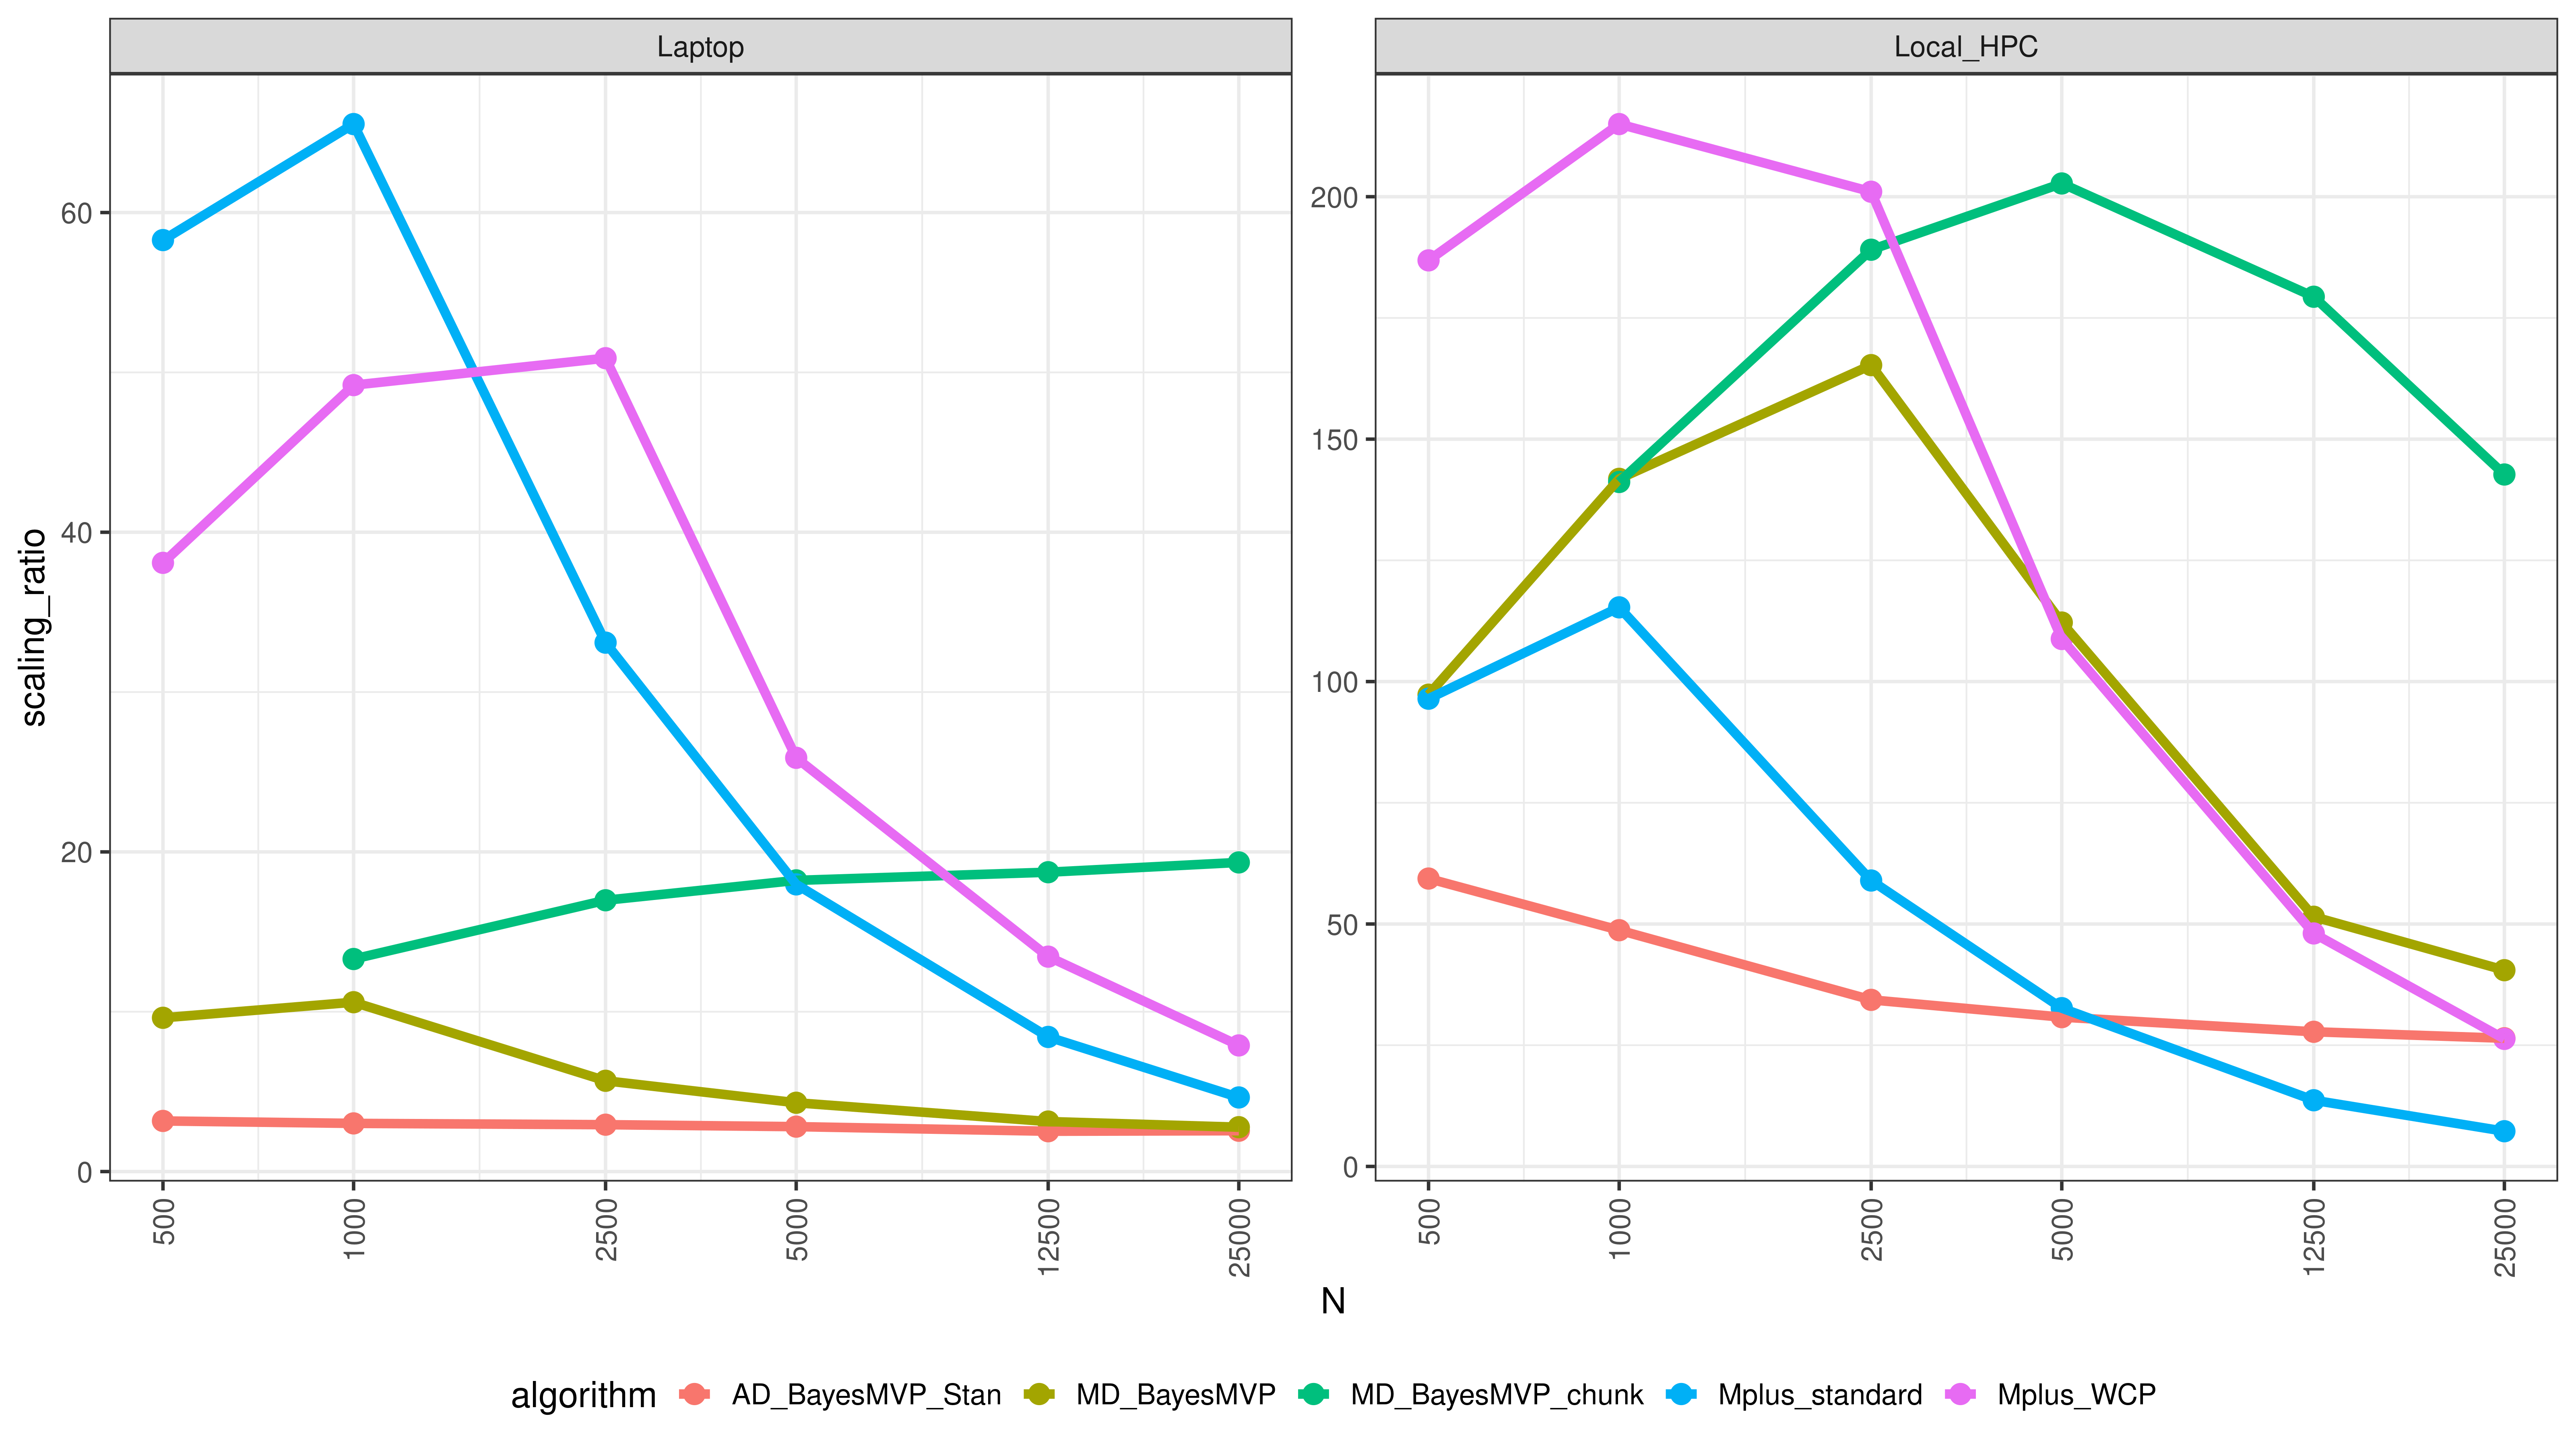 Laptop
Local_HPC
scaling_ratio
60
40
20
0
200
150
100
50
0
500 1000 2500 5000 12500 25000
500 1000 2500 5000 12500 25000
N
algorithm AD_BayesMVP_Stan MD_BayesMVP MD_BayesMVP_chunk Mplus_standard Mplus_WCP